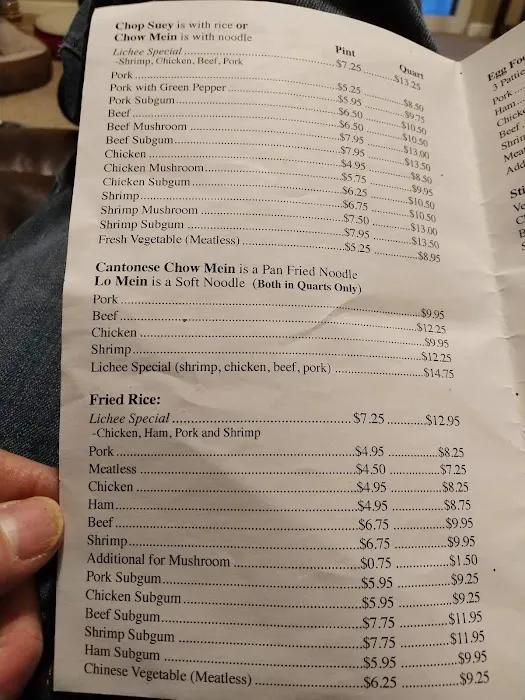 Chop Suey is with rice or
Chow Mein is with noodle
Pint Quart
Lichee Special ........ $7.25 ........ $13.25
-Shrimp, Chicken, Beef, Pork
Pork ........ $5.25 ........ $8.50
Pork with Green Pepper ........ $5.95 ........ $9.75
Pork Subgum ........ $6.50 ........ $10.50
Beef ........ $6.50 ........ $10.50
Beef Mushroom ........ $7.95 ........ $13.00
Beef Subgum ........ $7.95 ........ $13.50
Chicken ........ $4.95 ........ $8.50
Chicken Mushroom ........ $5.75 ........ $9.95
Chicken Subgum ........ $6.25 ........ $10.50
Shrimp ........ $6.75 ........ $10.50
Shrimp Mushroom ........ $7.50 ........ $13.00
Shrimp Subgum ........ $7.95 ........ $13.50
Fresh Vegetable (Meatless) ........ $5.25 ........ $8.95
Cantonese Chow Mein is a Pan Fried Noodle
Lo Mein is a Soft Noodle (Both in Quarts Only)
Pork ........ $9.95
Beef ........ $12.25
Chicken ........ $9.95
Shrimp ........ $12.25
Lichee Special (shrimp, chicken, beef, pork) ........ $14.75
Fried Rice:
Lichee Special ........ $7.25 ........ $12.95
-Chicken, Ham, Pork and Shrimp
Pork ........ $4.95 ........ $8.25
Meatless ........ $4.50 ........ $7.25
Chicken ........ $4.95 ........ $8.25
Ham ........ $4.95 ........ $8.75
Beef ........ $6.75 ........ $9.95
Shrimp ........ $6.75 ........ $9.95
Additional for Mushroom ........ $0.75 ........ $1.50
Pork Subgum ........ $5.95 ........ $9.25
Chicken Subgum ........ $5.95 ........ $9.25
Beef Subgum ........ $7.75 ........ $11.95
Shrimp Subgum ........ $7.75 ........ $11.95
Ham Subgum ........ $5.95 ........ $9.95
Chinese Vegetable (Meatless) ........ $6.25 ........ $9.25
Egg Foo
3 Pattie
Pork
Ham
Chick
Beef
Shri
Mea
Add
Sti
Ve
C
B